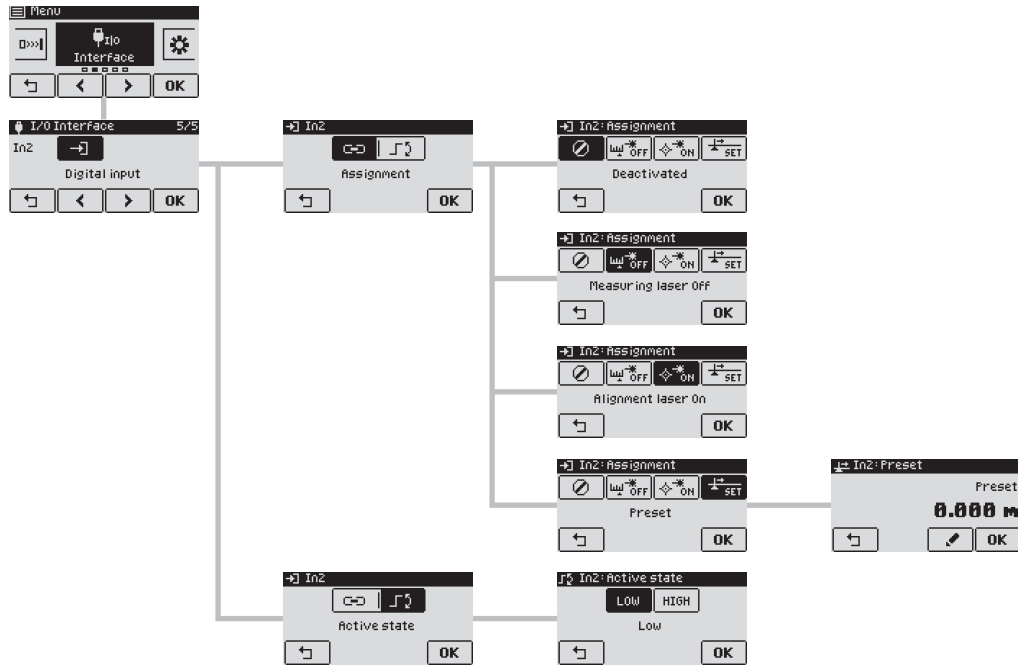 Menu
I/O
Interface
OK
I/O Interface 5/5
In2
Digital input
OK
In2
Assignment
OK
In2:Assignment
OFF ON SET
Deactivated
OK
In2:Assignment
OFF ON SET
Measuring laser Off
OK
In2:Assignment
OFF ON SET
Alignment laser On
OK
In2:Assignment
OFF ON SET
Preset
OK
In2:Preset
Preset
0.000 m
OK
In2
Active state
OK
In2:Active state
LOW HIGH
Low
OK